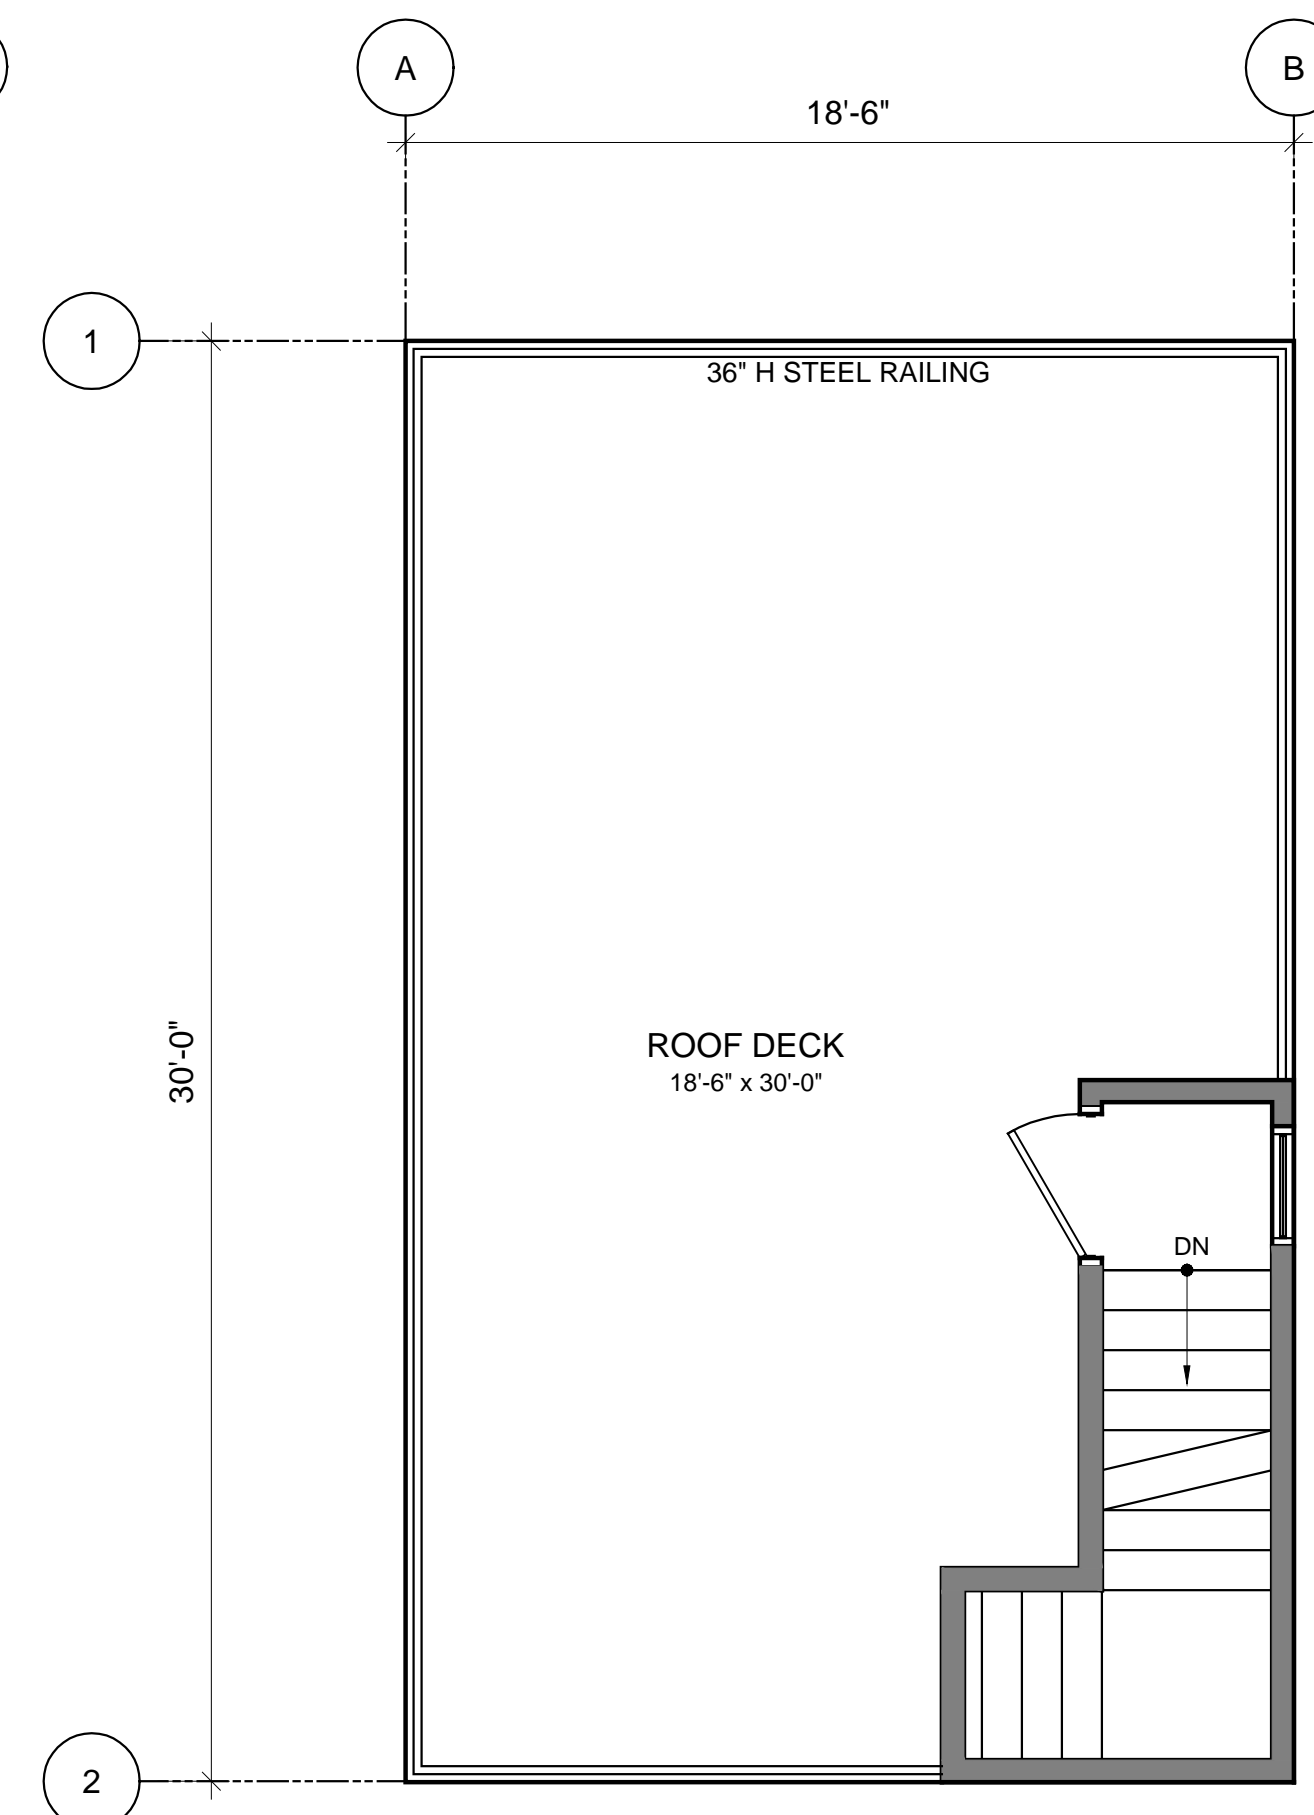 A
B
18'-6"
1
36" H STEEL RAILING
30'-0"
ROOF DECK
18'-6" x 30'-0"
DN
2